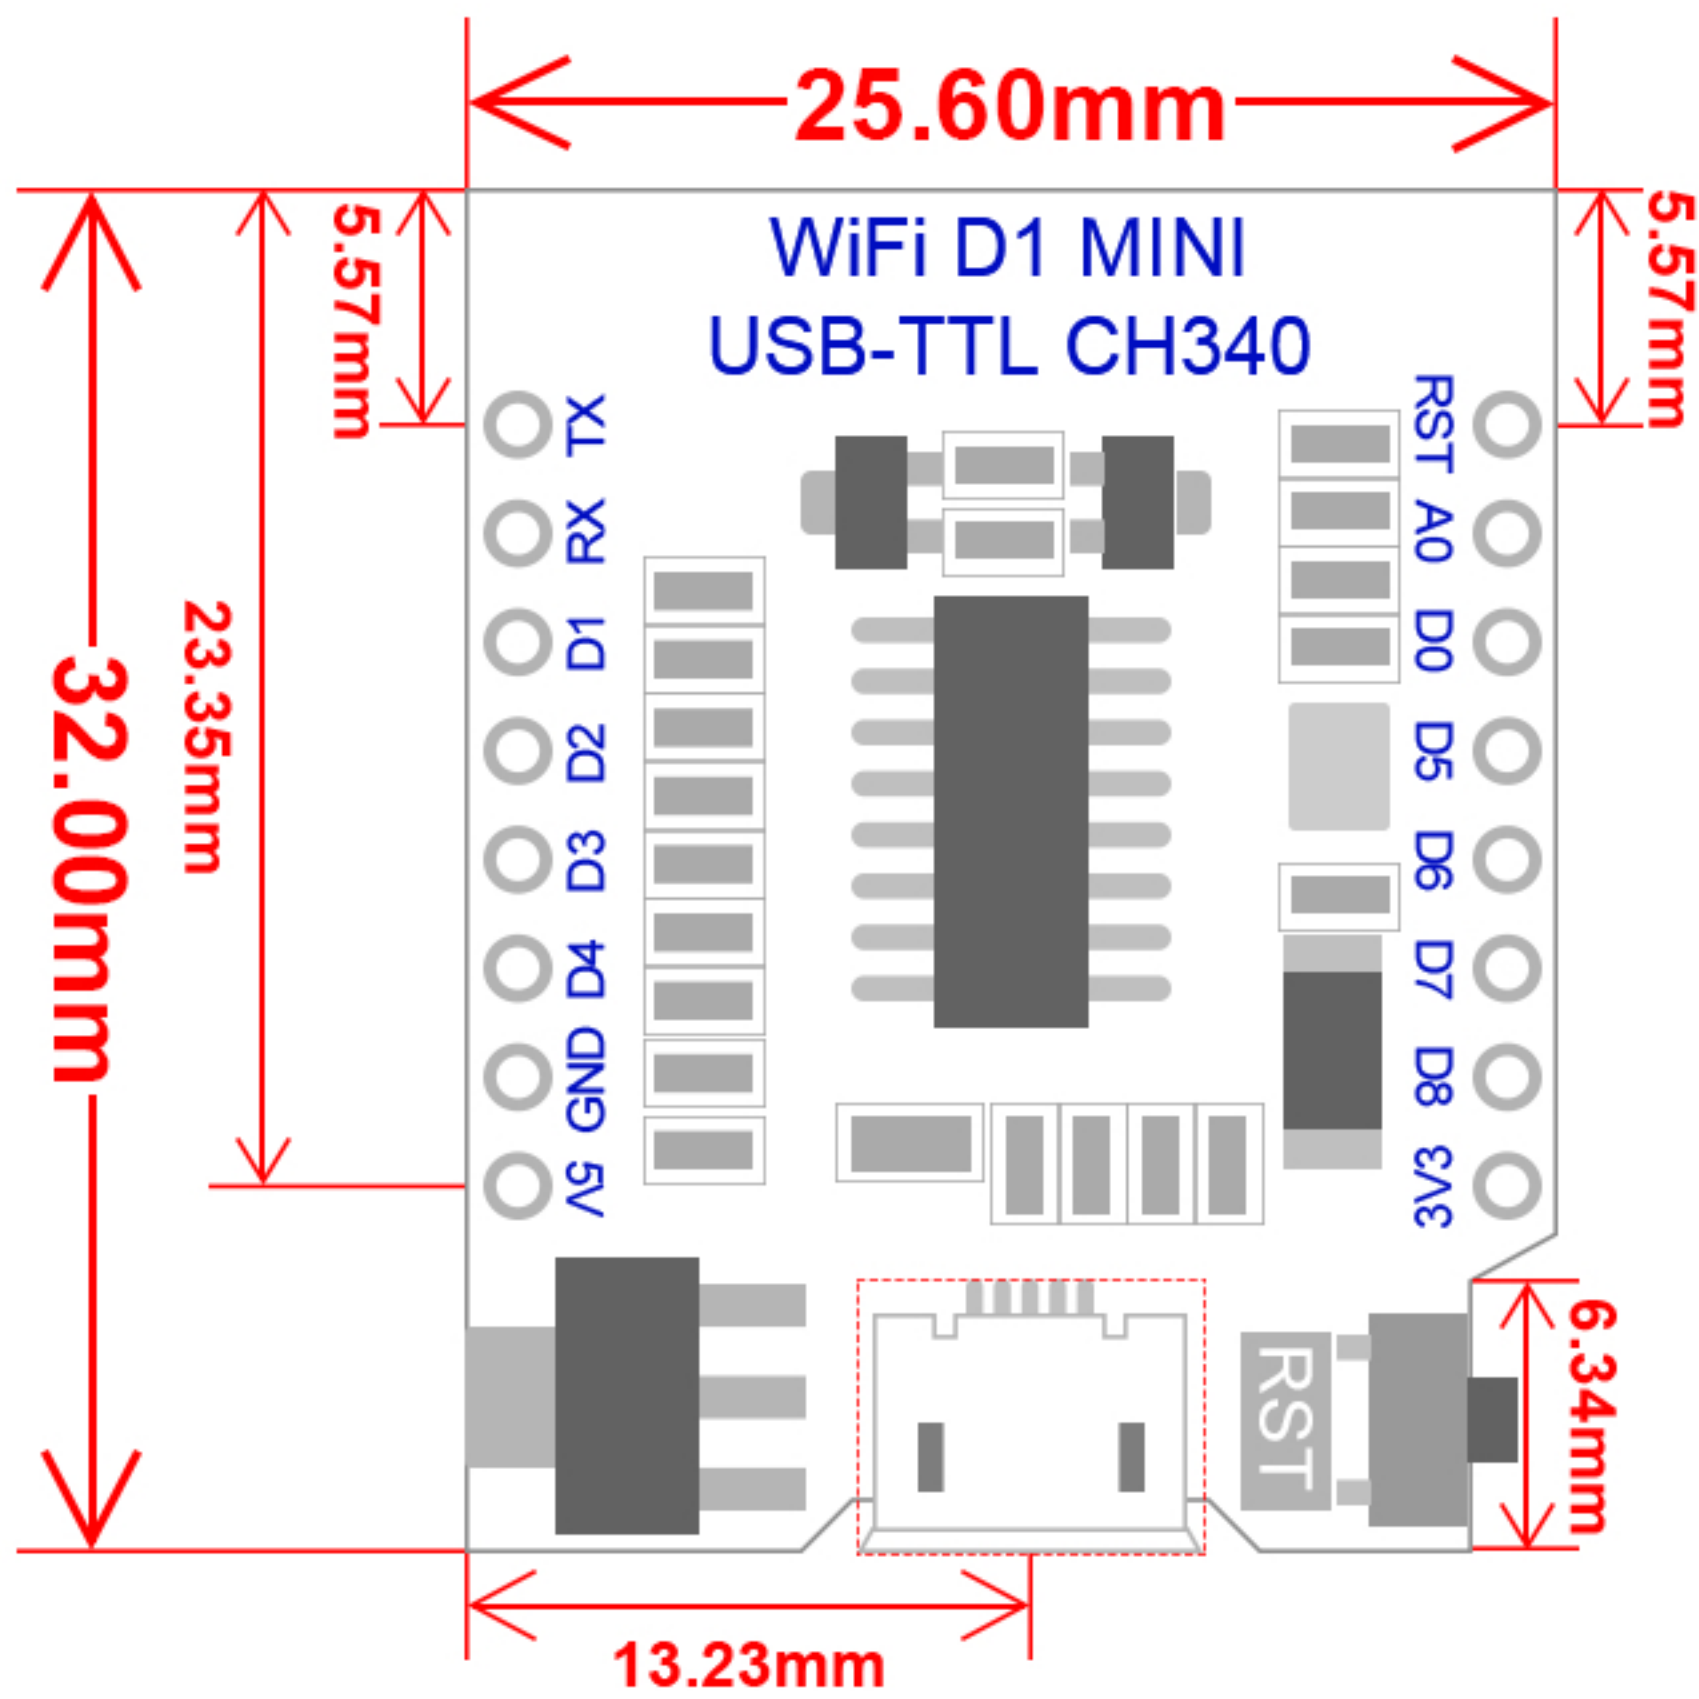 25.60mm
5.57mm
5.57mm
32.00mm
23.35mm
WiFi D1 MINI
USB-TTL CH340
TX
RX
D1
D2
D3
D4
GND
5V
RST
A0
D0
D5
D6
D7
D8
3V3
RST
6.34mm
13.23mm